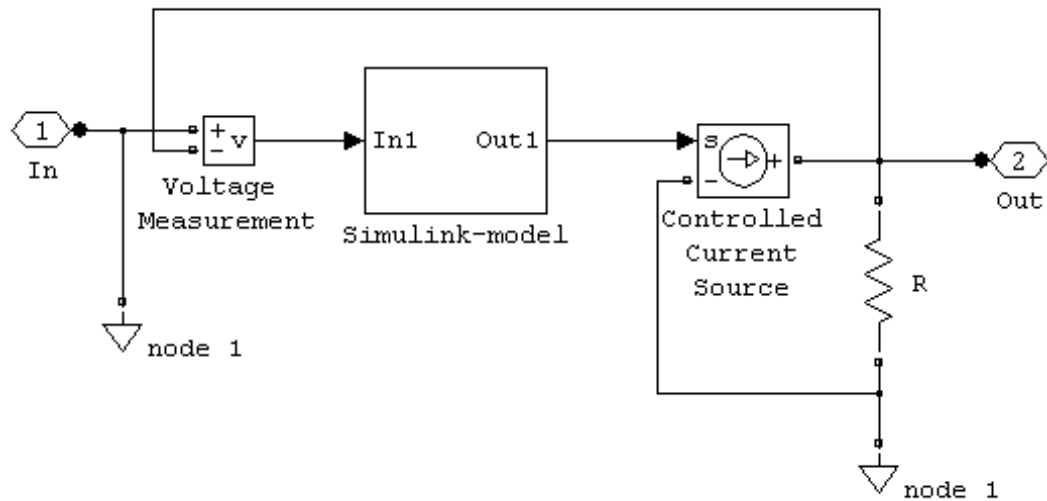 1
In
+
-
v
Voltage
Measurement
In1
Out1
Simulink-model
s
-
+
Controlled
Current
Source
2
Out
R
node 1
node 1